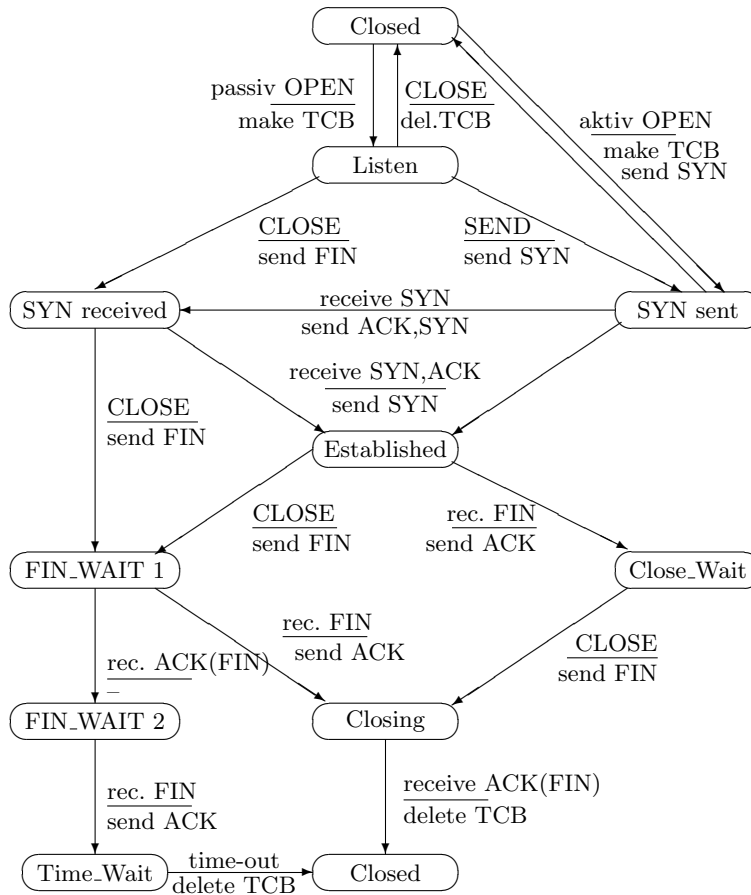 Closed
passiv OPEN
make TCB
CLOSE
del.TCB
aktiv OPEN
make TCB
send SYN
Listen
CLOSE
send FIN
SEND
send SYN
SYN received
receive SYN
send ACK,SYN
SYN sent
receive SYN,ACK
send SYN
CLOSE
send FIN
Established
CLOSE
send FIN
rec. FIN
send ACK
FIN_WAIT 1
Close_Wait
rec. FIN
send ACK
CLOSE
send FIN
rec. ACK(FIN)
–
FIN_WAIT 2
Closing
rec. FIN
send ACK
receive ACK(FIN)
delete TCB
Time_Wait
time-out
delete TCB
Closed